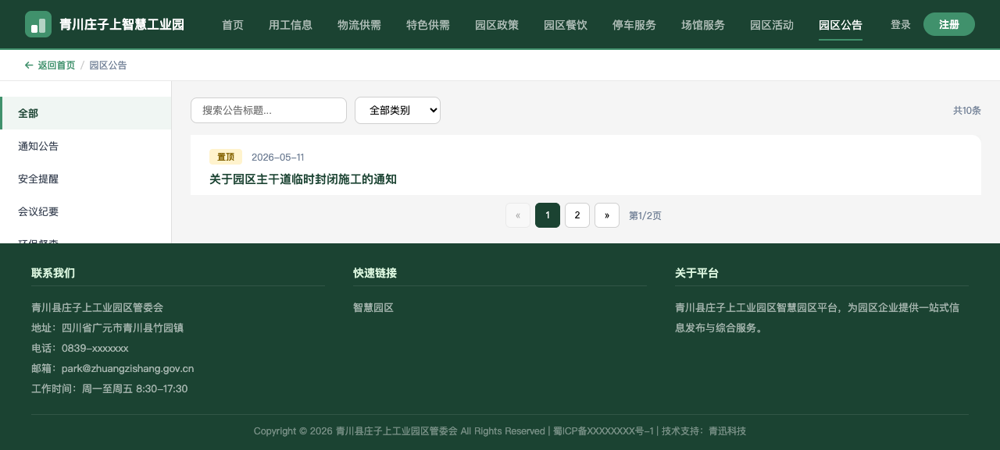 青川庄子上智慧工业园
首页 用工信息 物流供需 特色供需 园区政策 园区餐饮 停车服务 场馆服务 园区活动 园区公告 登录 注册
← 返回首页 / 园区公告
全部
通知公告
安全提醒
会议纪要
环保督查
搜索公告标题... 全部类别 共10条
置顶 2026-05-11
关于园区主干道临时封闭施工的通知
« 1 2 » 第1/2页
联系我们
青川县庄子上工业园区管委会
地址：四川省广元市青川县竹园镇
电话：0839-xxxxxxx
邮箱：park@zhuangzishang.gov.cn
工作时间：周一至周五 8:30-17:30
快速链接
智慧园区
关于平台
青川县庄子上工业园区智慧园区平台，为园区企业提供一站式信
息发布与综合服务。
Copyright © 2026 青川县庄子上工业园区管委会 All Rights Reserved | 蜀ICP备XXXXXXXX号-1 | 技术支持：青迅科技